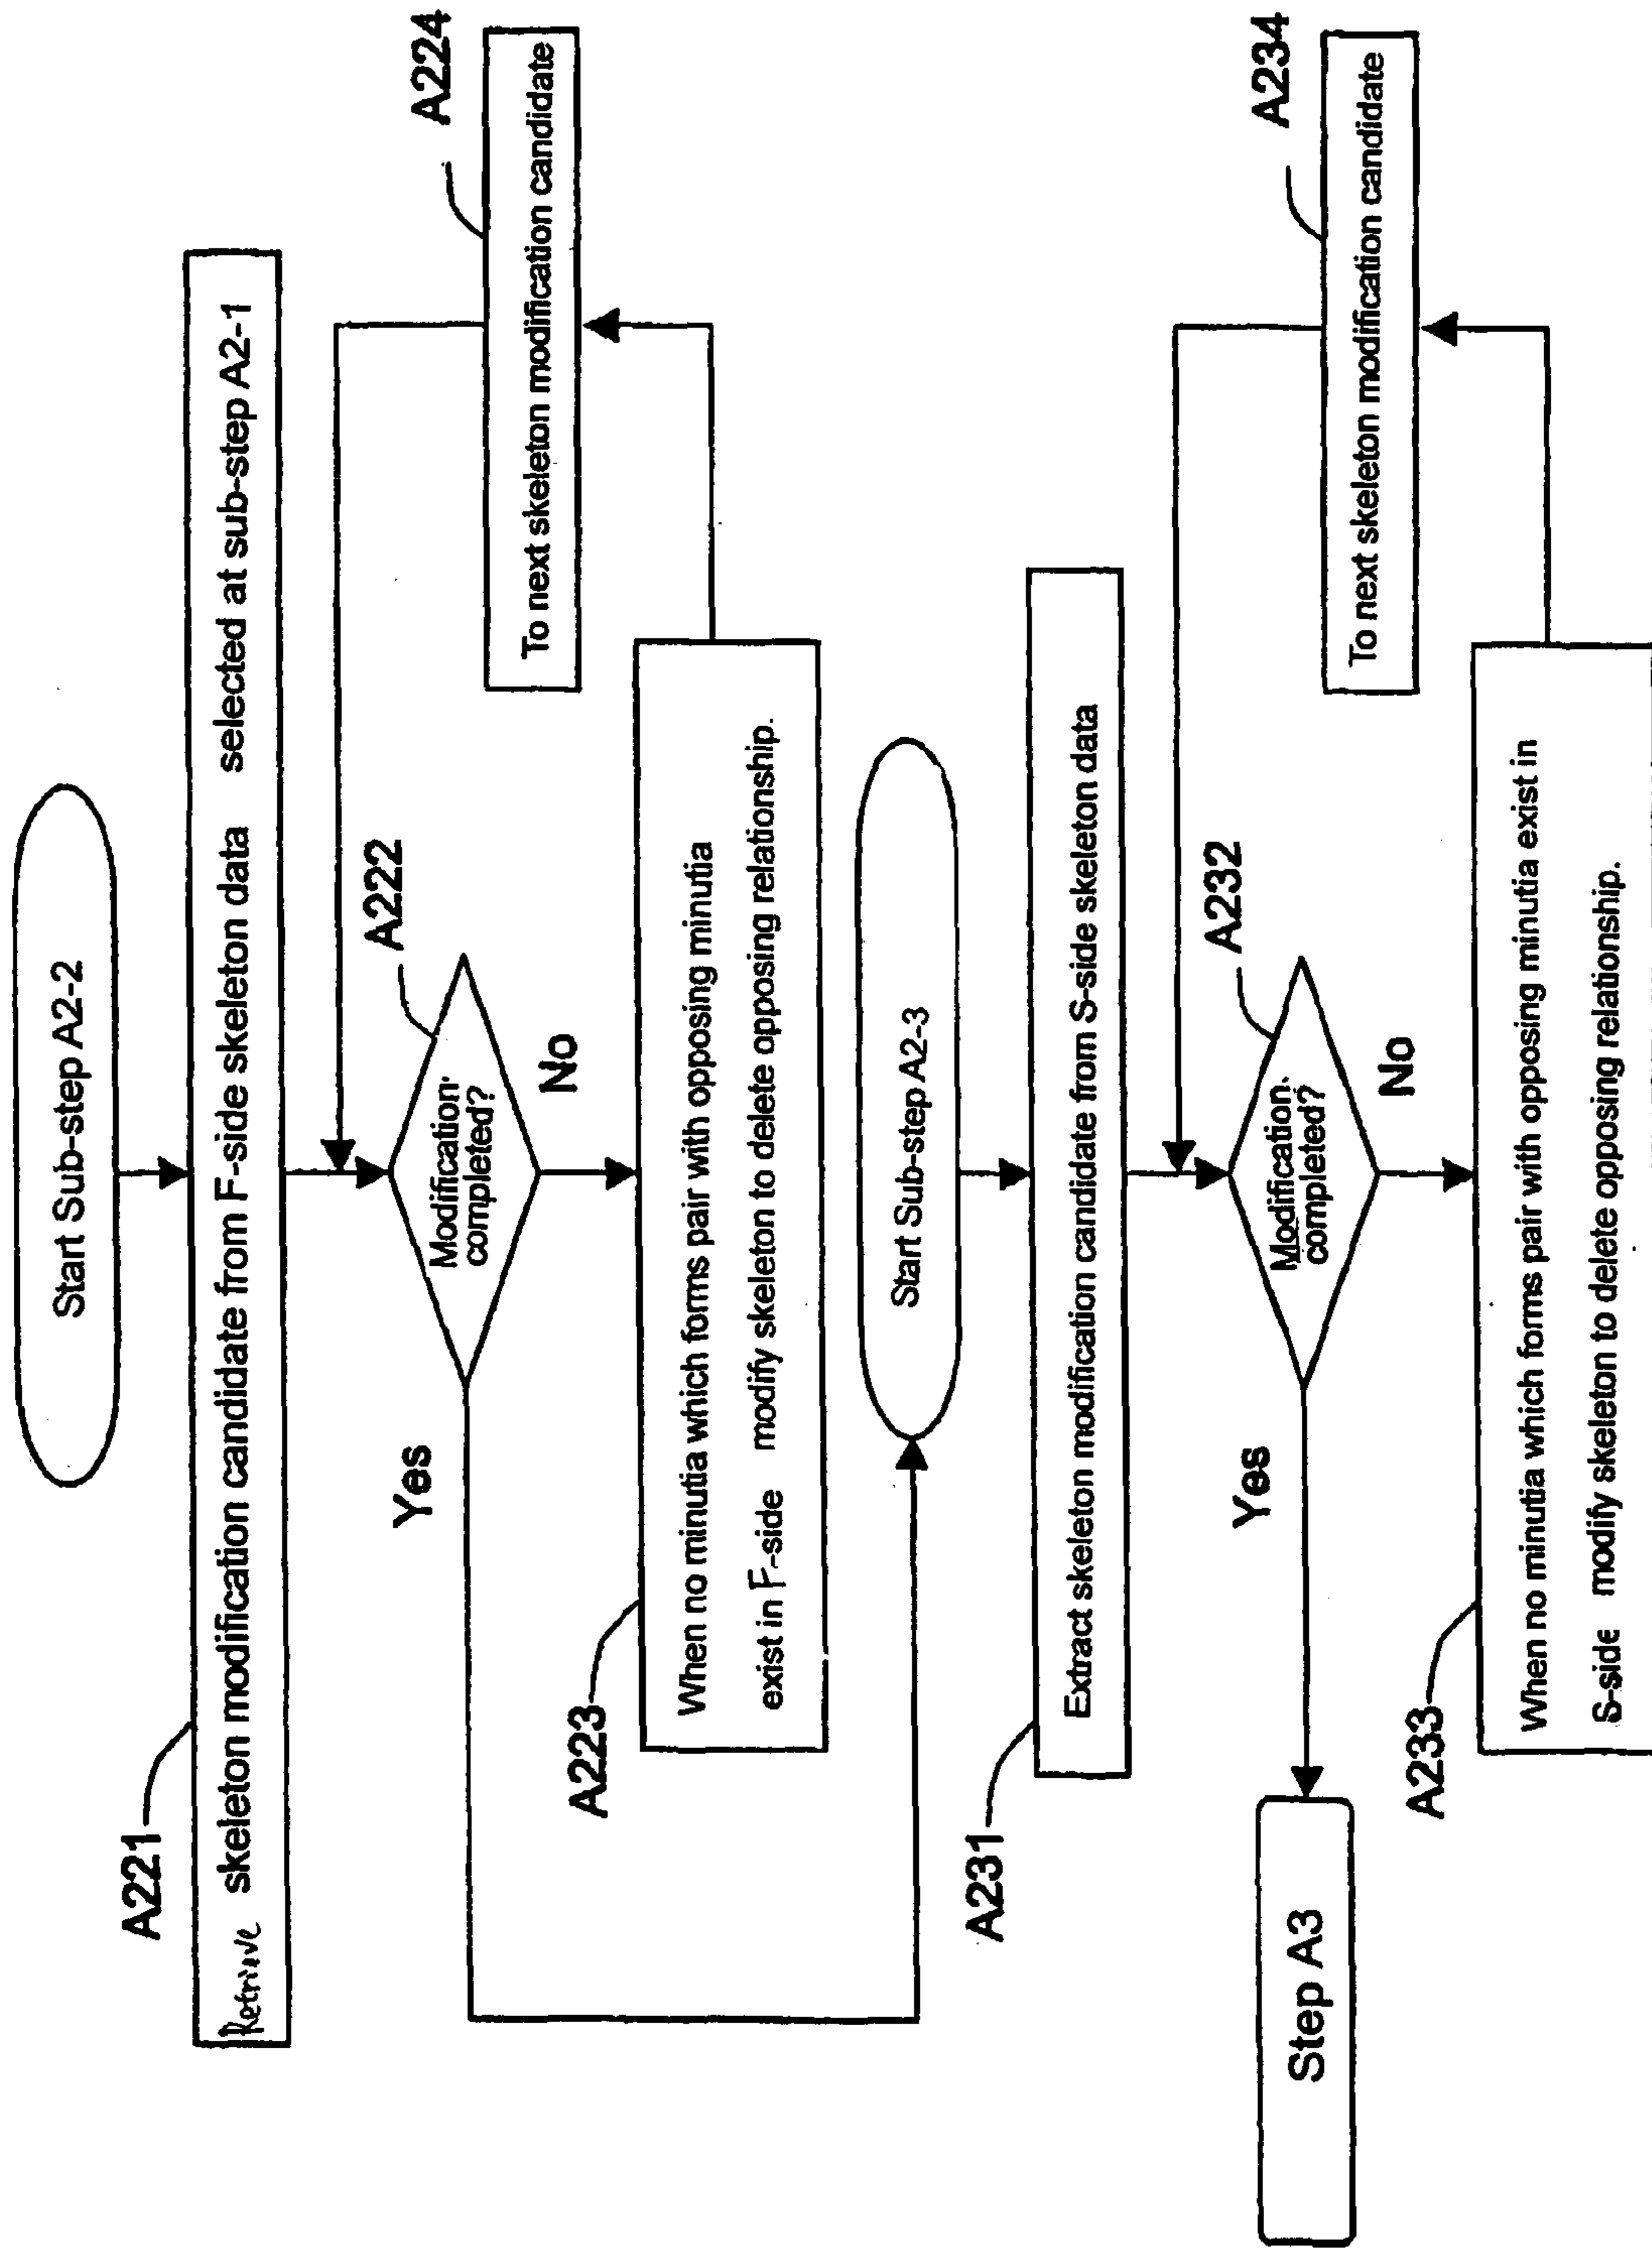 Start Sub-step A2-2
A221
Retrive skeleton modification candidate from F-side skeleton data selected at sub-step A2-1
A222
Modification
completed?
Yes
No
A224
To next skeleton modification candidate
A223
When no minutia which forms pair with opposing minutia
exist in F-side modify skeleton to delete opposing relationship.
Start Sub-step A2-3
A231
Extract skeleton modification candidate from S-side skeleton data
A232
Modification
completed?
Yes
No
A234
To next skeleton modification candidate
Step A3
A233
When no minutia which forms pair with opposing minutia exist in
S-side modify skeleton to delete opposing relationship.